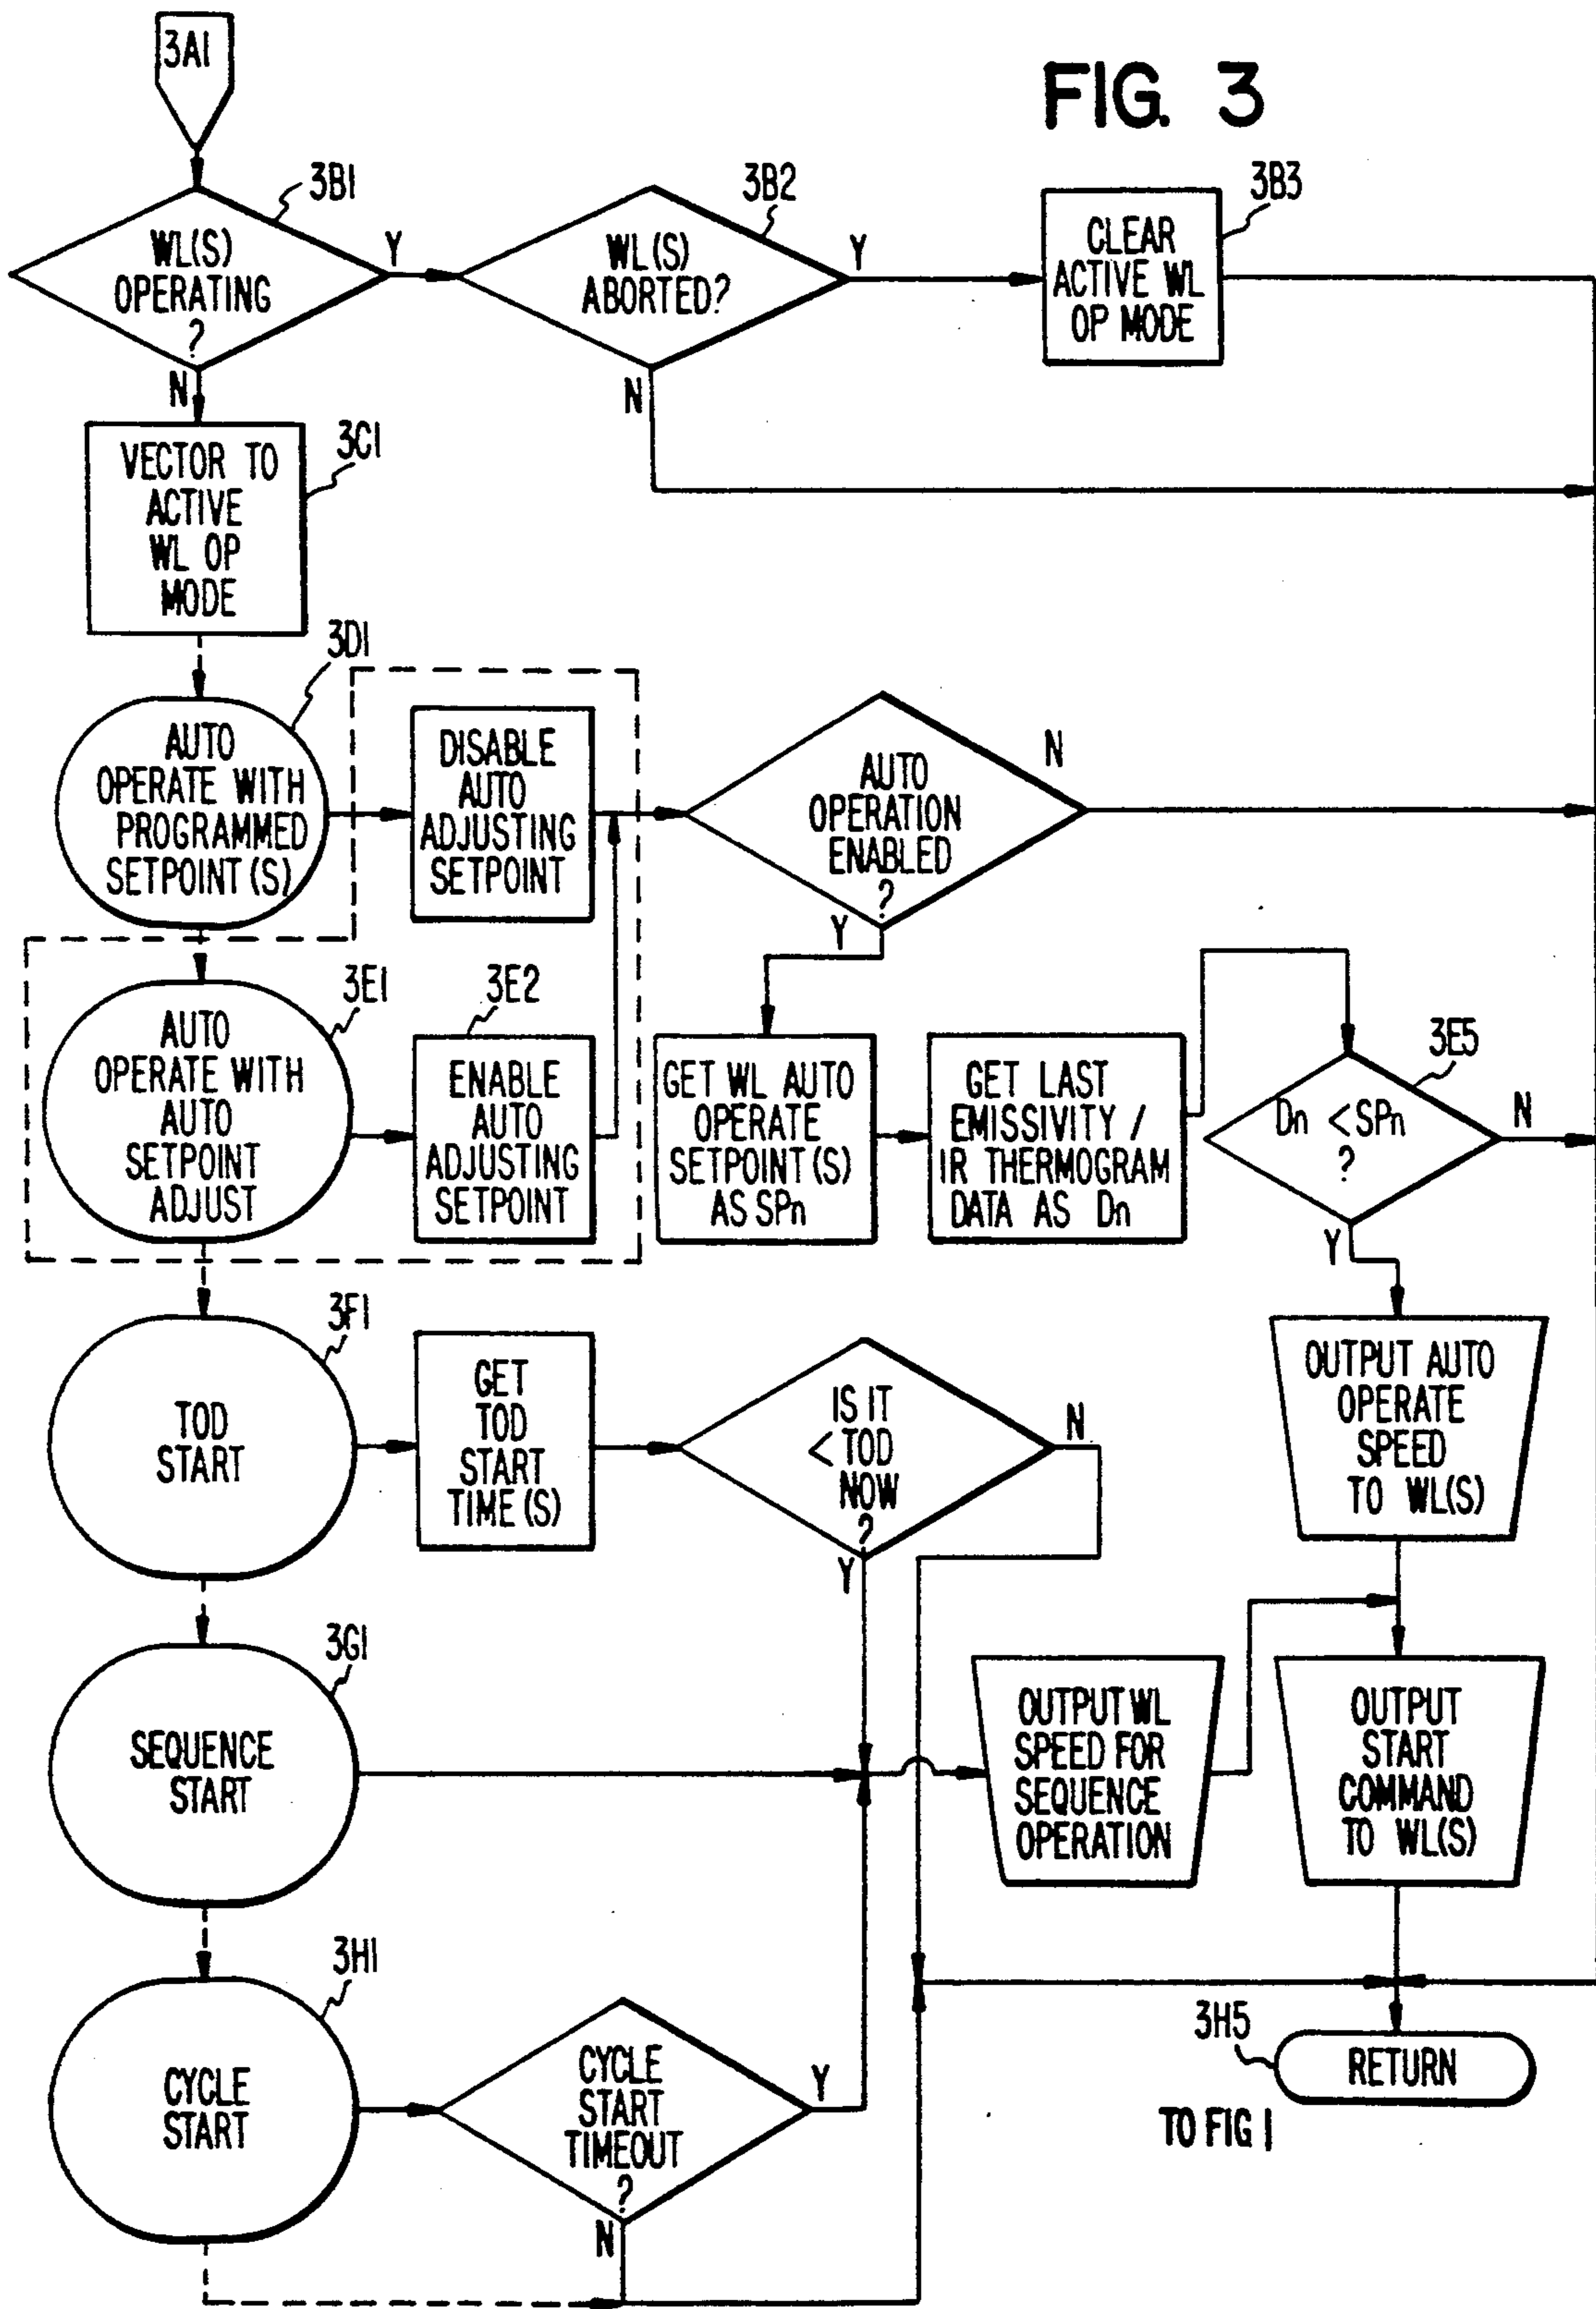 3A1
FIG. 3
3B1
WL(S)
OPERATING
?
Y
N
3B2
WL(S)
ABORTED?
Y
N
3B3
CLEAR
ACTIVE WL
OP MODE
3C1
VECTOR TO
ACTIVE
WL OP
MODE
3D1
AUTO
OPERATE WITH
PROGRAMMED
SETPOINT(S)
DISABLE
AUTO
ADJUSTING
SETPOINT
AUTO
OPERATION
ENABLED
?
N
Y
3E1
AUTO
OPERATE WITH
AUTO
SETPOINT
ADJUST
3E2
ENABLE
AUTO
ADJUSTING
SETPOINT
GET WL AUTO
OPERATE
SETPOINT(S)
AS SPn
GET LAST
EMISSIVITY /
IR THERMOGRAM
DATA AS Dn
3E5
Dn <SPn
?
N
Y
OUTPUT AUTO
OPERATE
SPEED
TO WL(S)
3F1
TOD
START
GET
TOD
START
TIME(S)
IS IT
<TOD
NOW
?
N
Y
3G1
SEQUENCE
START
OUTPUT WL
SPEED FOR
SEQUENCE
OPERATION
OUTPUT
START
COMMAND
TO WL(S)
3H1
CYCLE
START
CYCLE
START
TIMEOUT
?
Y
N
3H5
RETURN
TO FIG 1